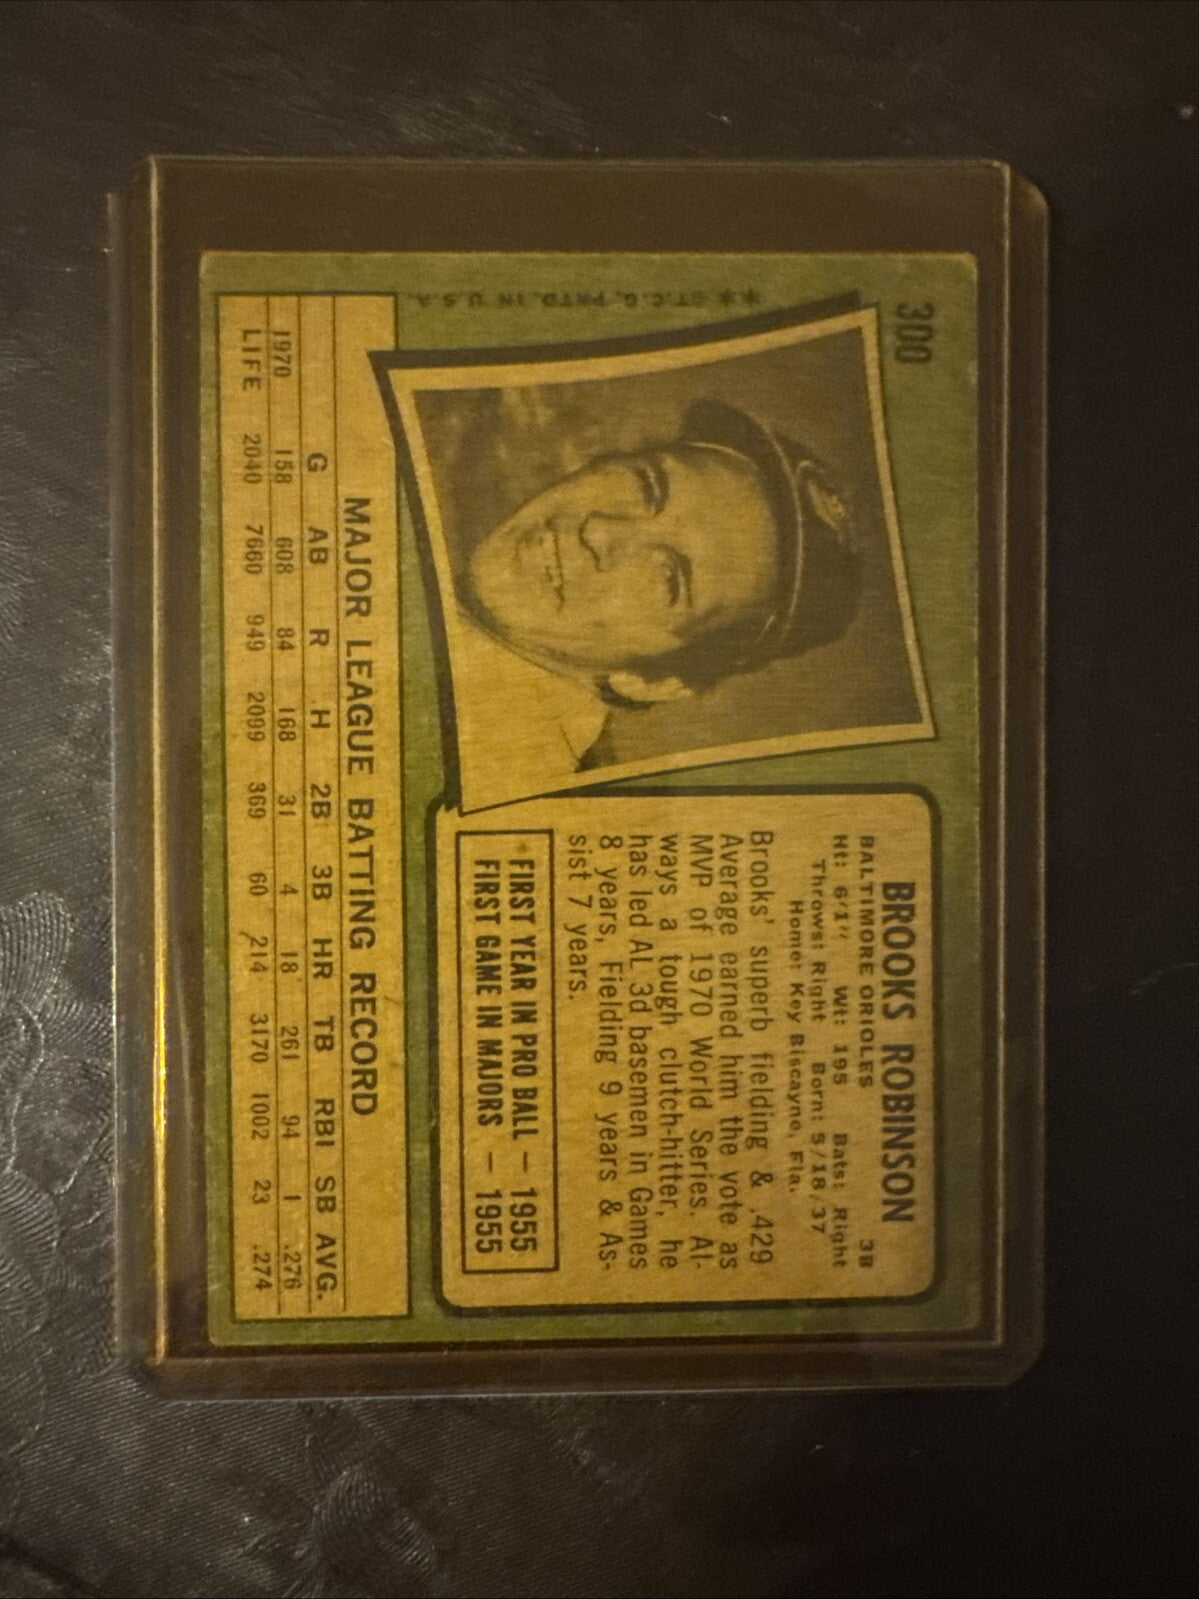 300
★★ ©T.C.G. PRTD. IN U.S.A.
BROOKS ROBINSON
BALTIMORE ORIOLES 3B
Ht: 6'1" Wt: 195 Bats: Right
Throws: Right Born: 5/18/37
Home: Key Biscayne, Fla.
Brooks' superb fielding & .429
Average earned him the vote as
MVP of 1970 World Series. Al-
ways a tough clutch-hitter, he
has led AL 3d basemen in Games
8 years, Fielding 9 years & As-
sist 7 years.
FIRST YEAR IN PRO BALL — 1955
FIRST GAME IN MAJORS — 1955
MAJOR LEAGUE BATTING RECORD
G AB R H 2B 3B HR TB RBI SB AVG.
1970 158 608 84 168 31 4 18 261 94 1 .276
LIFE 2040 7660 949 2099 369 60 214 3170 1002 23 .274